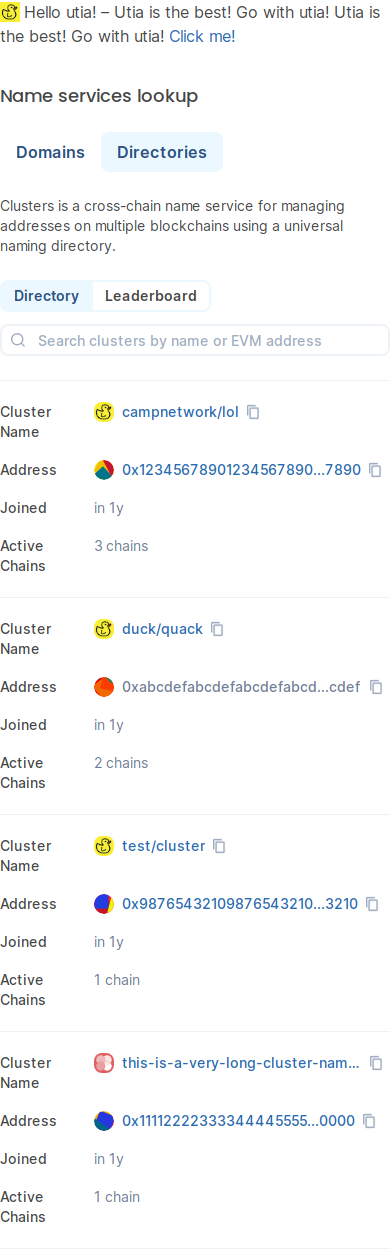 Hello utia! – Utia is the best! Go with utia! Utia is
the best! Go with utia! Click me!
Name services lookup
Domains
Directories
Clusters is a cross-chain name service for managing
addresses on multiple blockchains using a universal
naming directory.
Directory
Leaderboard
Search clusters by name or EVM address
Cluster
Name
campnetwork/lol
Address
0x12345678901234567890...7890
Joined
in 1y
Active
Chains
3 chains
Cluster
Name
duck/quack
Address
0xabcdefabcdefabcdefabcd...cdef
Joined
in 1y
Active
Chains
2 chains
Cluster
Name
test/cluster
Address
0x98765432109876543210...3210
Joined
in 1y
Active
Chains
1 chain
Cluster
Name
this-is-a-very-long-cluster-nam...
Address
0x11112222333344445555...0000
Joined
in 1y
Active
Chains
1 chain